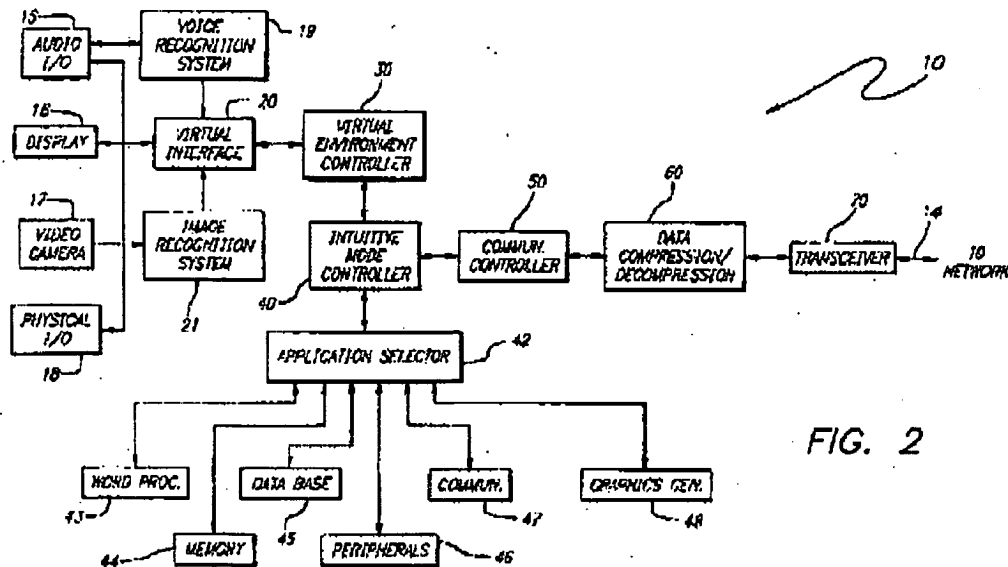 15
AUDIO
I/O
VOICE
RECOGNITION
SYSTEM
19
10
16
DISPLAY
20
VIRTUAL
INTERFACE
30
VIRTUAL
ENVIRONMENT
CONTROLLER
17
VIDEO
CAMERA
IMAGE
RECOGNITION
SYSTEM
21
INTUITIVE
MODE
CONTROLLER
40
50
COMMUN.
CONTROLLER
60
DATA
COMPRESSION/
DECOMPRESSION
70
TRANSCEIVER
14
TO
NETWORK
PHYSICAL
I/O
18
APPLICATION SELECTOR
42
WORD PROC.
43
MEMORY
44
DATA BASE
45
PERIPHERALS
46
COMMUN.
47
GRAPHICS GEN.
48
FIG. 2